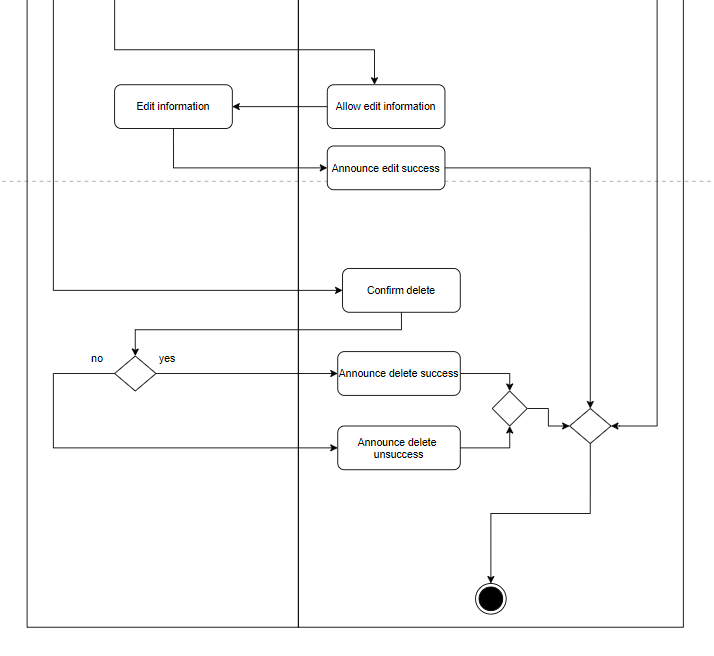 Edit information
Allow edit information
Announce edit success
Confirm delete
no
yes
Announce delete success
Announce delete
unsuccess